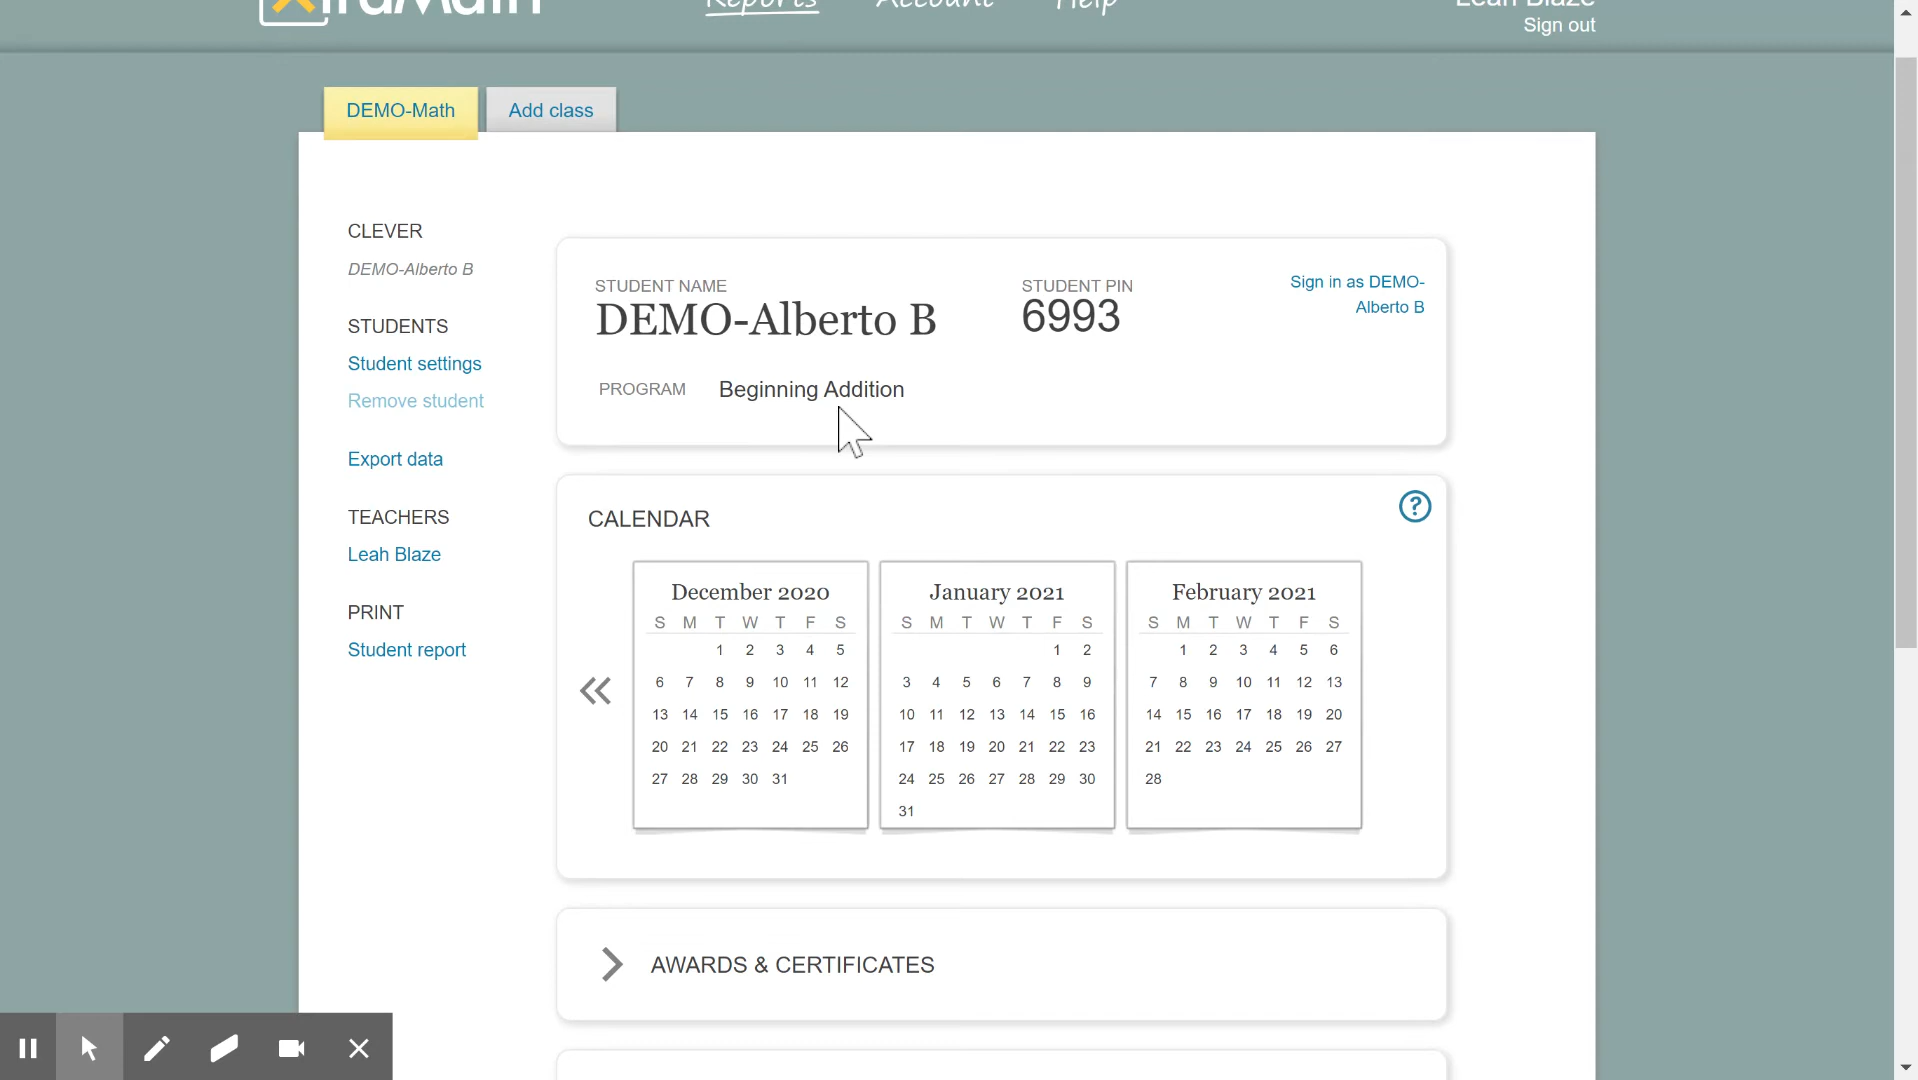 XtraMath
Reports Account Help
Leah Blaze
Sign out
DEMO-Math
Add class
CLEVER
DEMO-Alberto B
STUDENTS
Student settings
Remove student
Export data
TEACHERS
Leah Blaze
PRINT
Student report
STUDENT NAME
DEMO-Alberto B
STUDENT PIN
6993
Sign in as DEMO-
Alberto B
PROGRAM Beginning Addition
CALENDAR
?
December 2020
S M T W T F S
1 2 3 4 5
6 7 8 9 10 11 12
13 14 15 16 17 18 19
20 21 22 23 24 25 26
27 28 29 30 31
January 2021
S M T W T F S
1 2
3 4 5 6 7 8 9
10 11 12 13 14 15 16
17 18 19 20 21 22 23
24 25 26 27 28 29 30
31
February 2021
S M T W T F S
1 2 3 4 5 6
7 8 9 10 11 12 13
14 15 16 17 18 19 20
21 22 23 24 25 26 27
28
AWARDS & CERTIFICATES